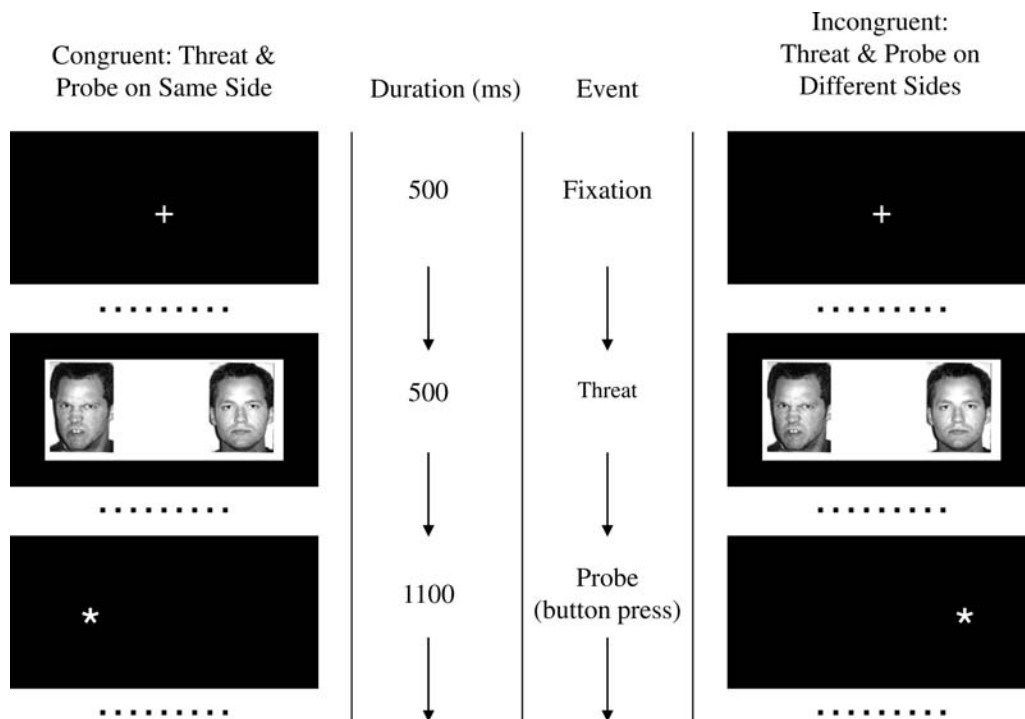 Congruent: Threat &
Probe on Same Side
Duration (ms)
Event
Incongruent:
Threat & Probe on
Different Sides
500
Fixation
500
Threat
1100
Probe
(button press)